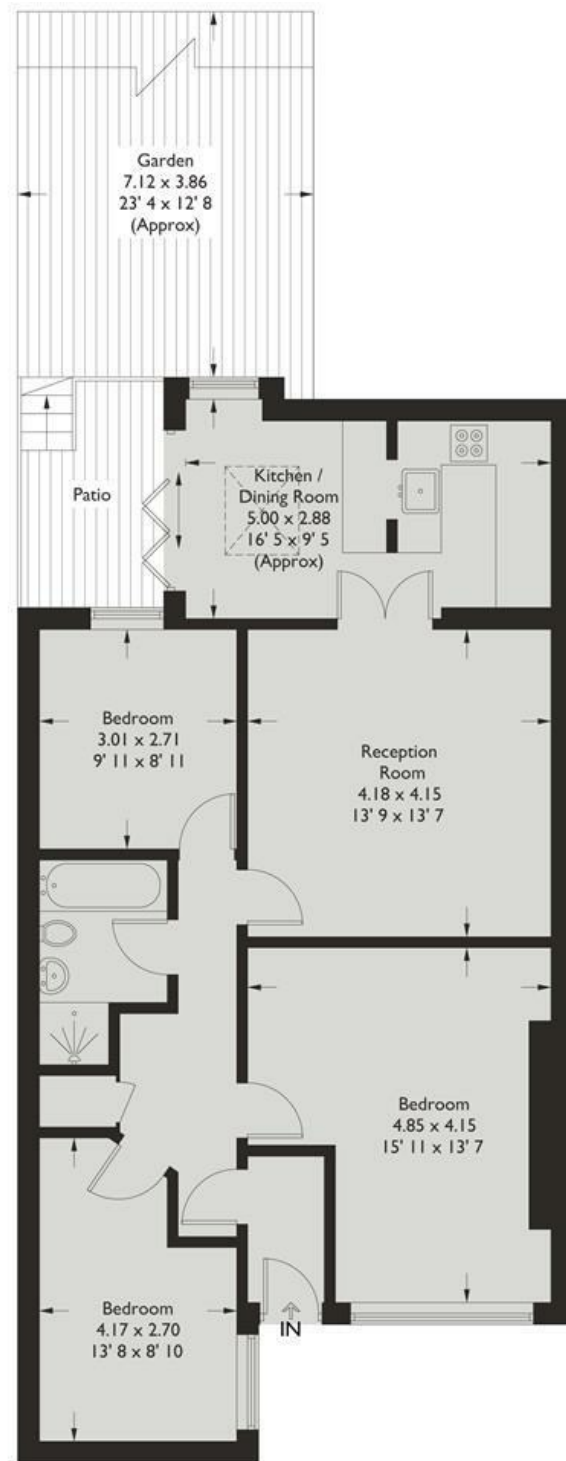 Garden
7.12 x 3.86
23' 4 x 12' 8
(Approx)
Patio
Kitchen /
Dining Room
5.00 x 2.88
16' 5 x 9' 5
(Approx)
Bedroom
3.01 x 2.71
9' 11 x 8' 11
Reception
Room
4.18 x 4.15
13' 9 x 13' 7
Bedroom
4.85 x 4.15
15' 11 x 13' 7
Bedroom
4.17 x 2.70
13' 8 x 8' 10
IN